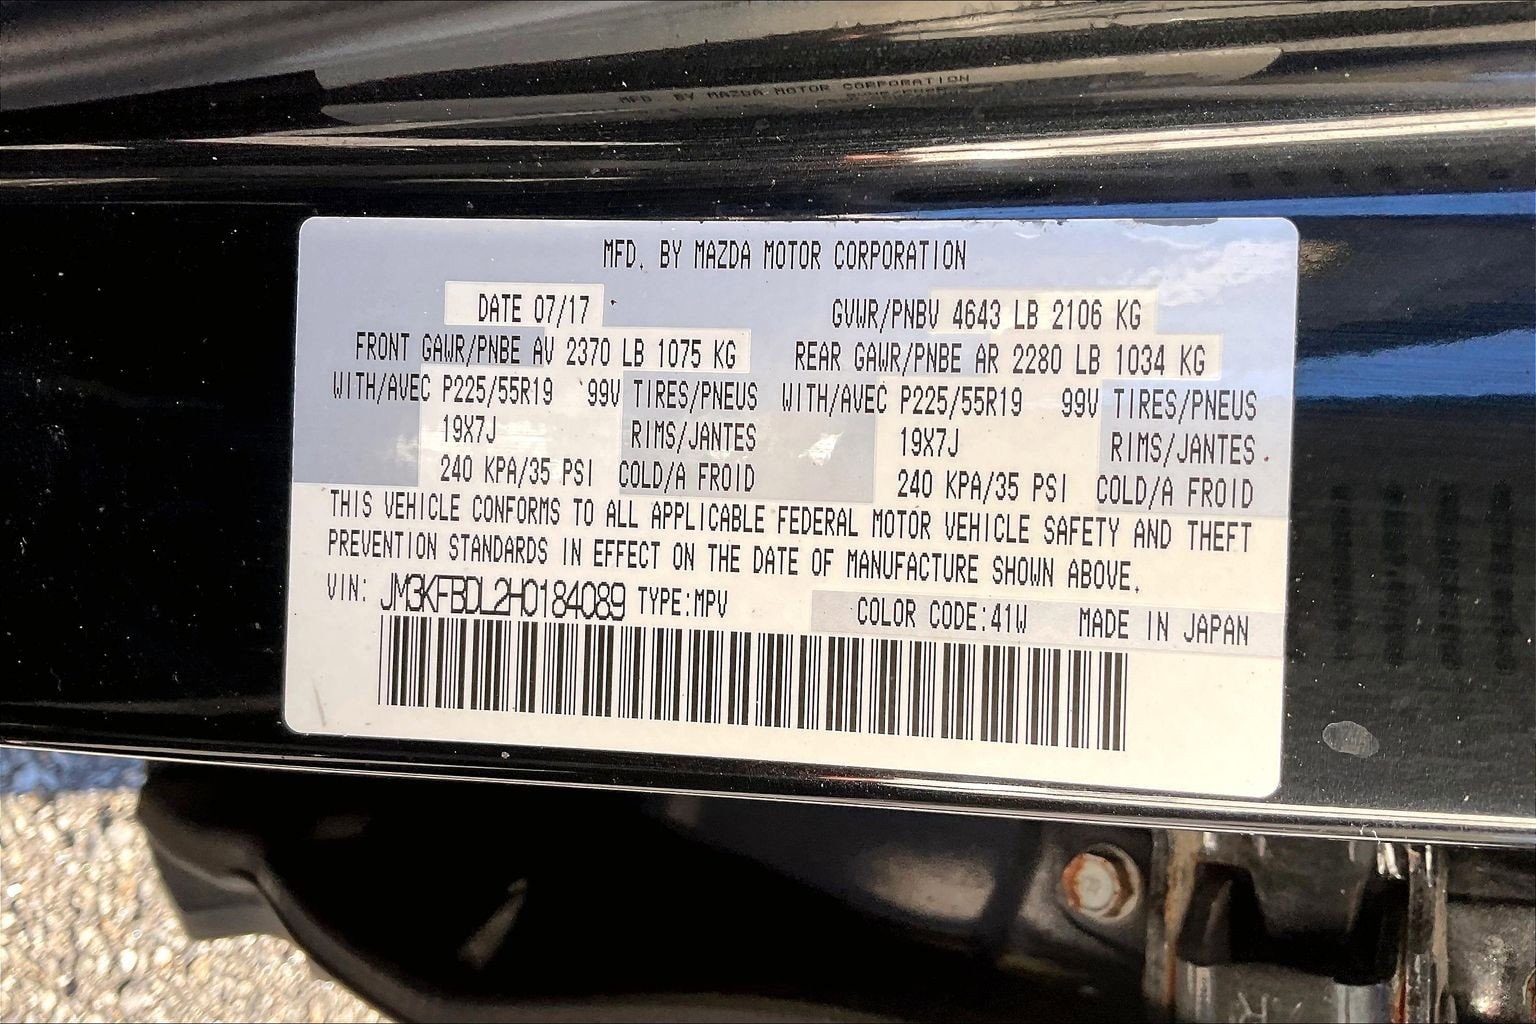 MFD. BY MAZDA MOTOR CORPORATION
MFD. BY MAZDA MOTOR CORPORATION
DATE 07/17 GVWR/PNBV 4643 LB 2106 KG
FRONT GAWR/PNBE AV 2370 LB 1075 KG REAR GAWR/PNBE AR 2280 LB 1034 KG
WITH/AVEC P225/55R19 99V TIRES/PNEUS WITH/AVEC P225/55R19 99V TIRES/PNEUS
19X7J RIMS/JANTES 19X7J RIMS/JANTES
240 KPA/35 PSI COLD/A FROID 240 KPA/35 PSI COLD/A FROID
THIS VEHICLE CONFORMS TO ALL APPLICABLE FEDERAL MOTOR VEHICLE SAFETY AND THEFT
PREVENTION STANDARDS IN EFFECT ON THE DATE OF MANUFACTURE SHOWN ABOVE.
VIN: JM3KFBDL2H0184089 TYPE:MPV COLOR CODE:41W MADE IN JAPAN